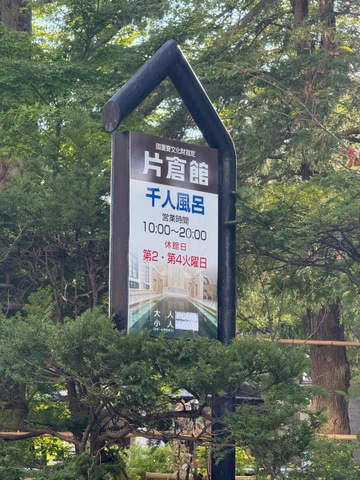 国重要文化財指定
片倉館
千人風呂
営業時間
10:00〜20:00
休館日
第2・第4火曜日
大人
小人